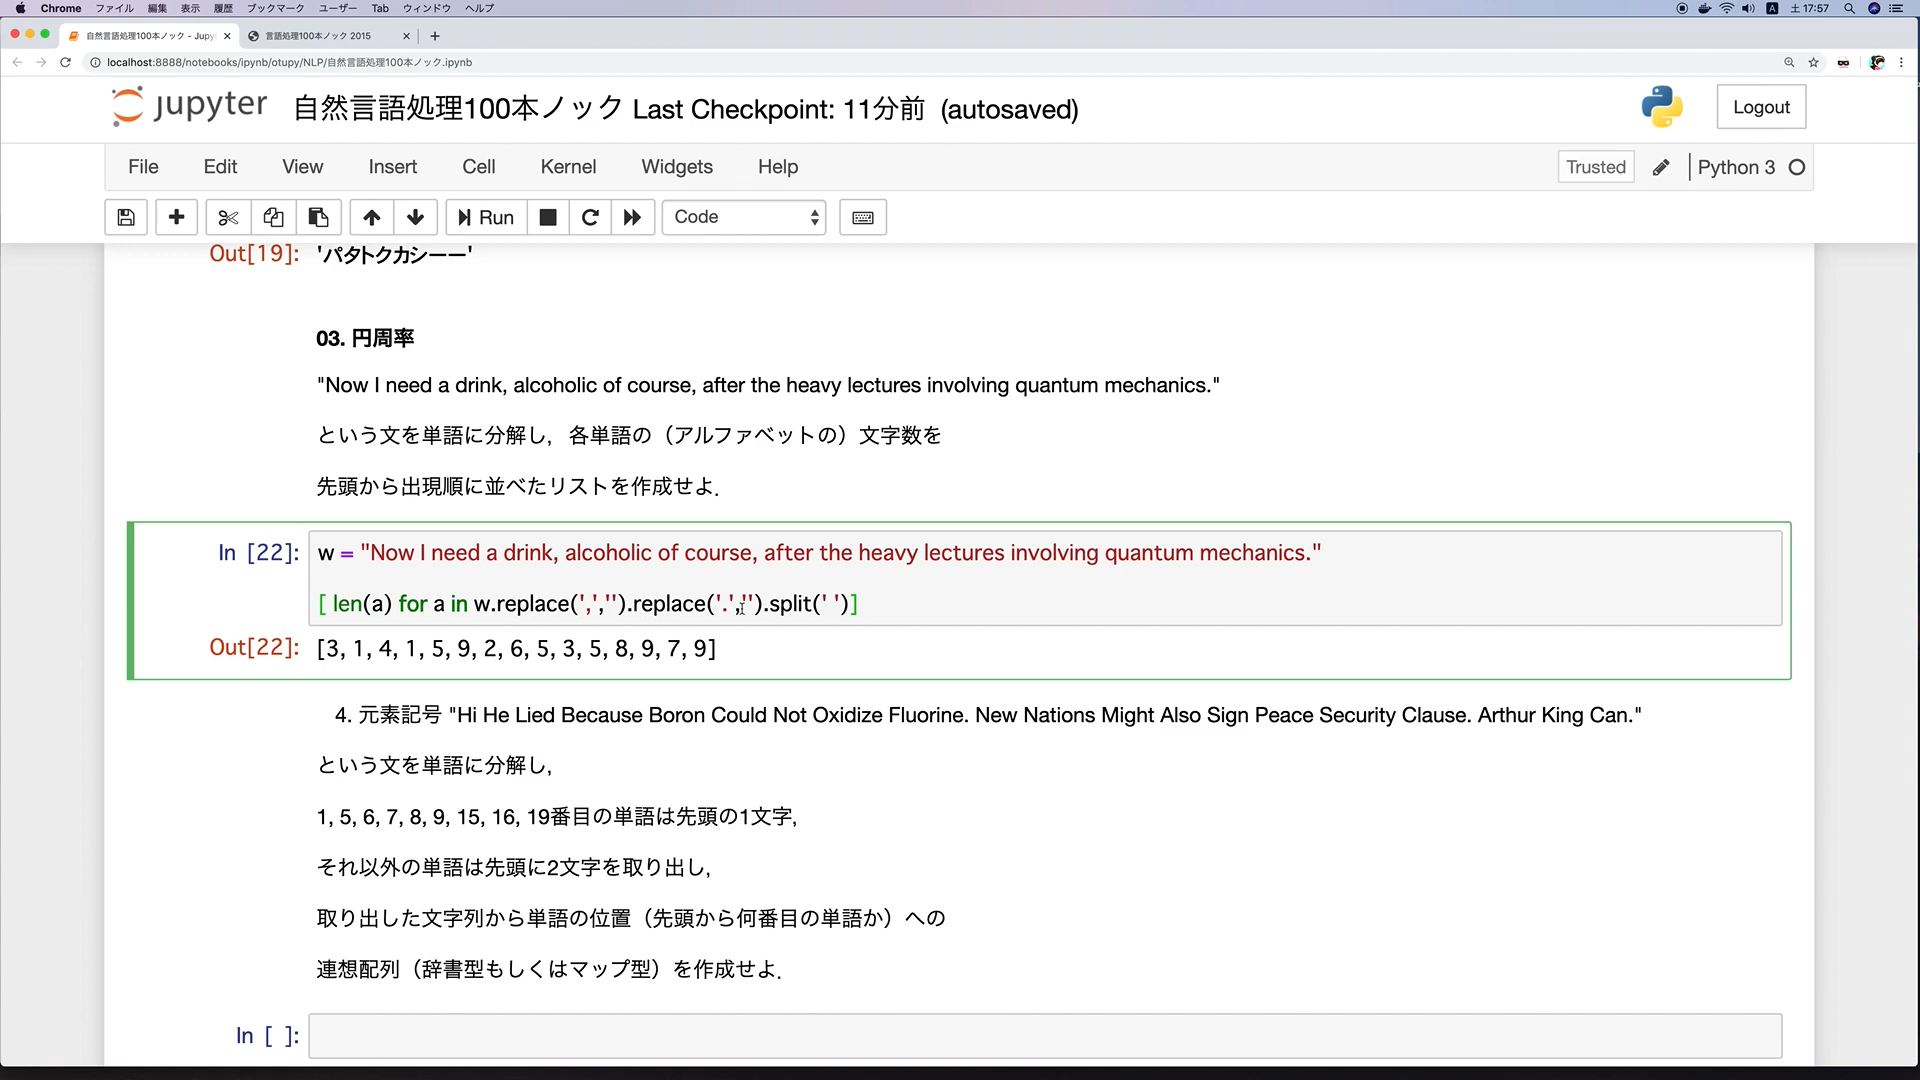 Chrome ファイル 編集 表示 履歴 ブックマーク ユーザー Tab ウィンドウ ヘルプ A 土 17:57
自然言語処理100本ノック - Jupy 言語処理100本ノック 2015
localhost:8888/notebooks/ipynb/otupy/NLP/自然言語処理100本ノック.ipynb
jupyter 自然言語処理100本ノック Last Checkpoint: 11分前 (autosaved) Logout
File Edit View Insert Cell Kernel Widgets Help Trusted Python 3
Run Code
Out[19]: 'パタトクカシーー'
03. 円周率
"Now I need a drink, alcoholic of course, after the heavy lectures involving quantum mechanics."
という文を単語に分解し，各単語の（アルファベットの）文字数を
先頭から出現順に並べたリストを作成せよ．
In [22]: w = "Now I need a drink, alcoholic of course, after the heavy lectures involving quantum mechanics."
[ len(a) for a in w.replace(',','').replace('.','').split(' ')]
Out[22]: [3, 1, 4, 1, 5, 9, 2, 6, 5, 3, 5, 8, 9, 7, 9]
4. 元素記号 "Hi He Lied Because Boron Could Not Oxidize Fluorine. New Nations Might Also Sign Peace Security Clause. Arthur King Can."
という文を単語に分解し，
1, 5, 6, 7, 8, 9, 15, 16, 19番目の単語は先頭の1文字，
それ以外の単語は先頭に2文字を取り出し，
取り出した文字列から単語の位置（先頭から何番目の単語か）への
連想配列（辞書型もしくはマップ型）を作成せよ．
In [ ]: